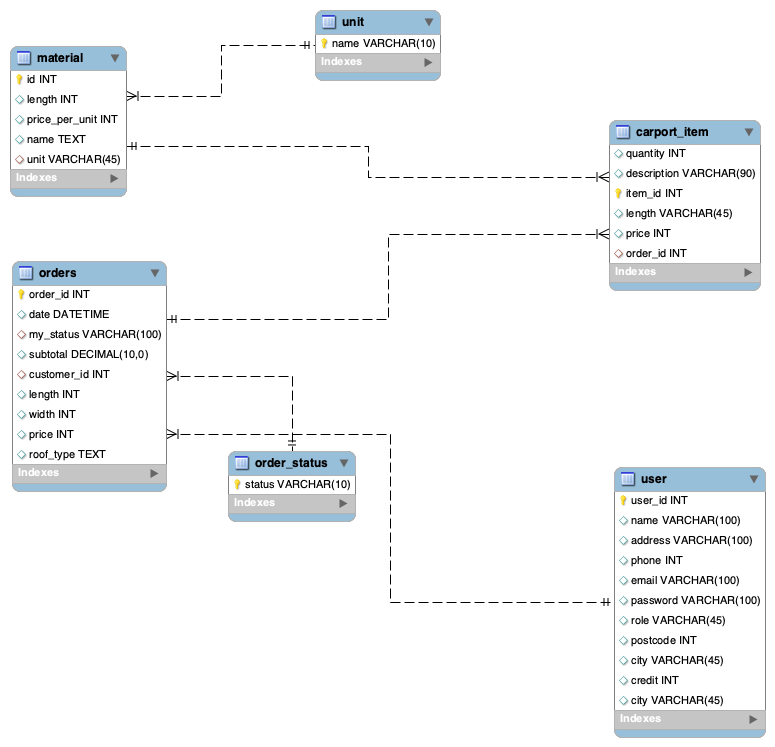 unit
name VARCHAR(10)
Indexes
material
id INT
length INT
price_per_unit INT
name TEXT
unit VARCHAR(45)
Indexes
carport_item
quantity INT
description VARCHAR(90)
item_id INT
length VARCHAR(45)
price INT
order_id INT
Indexes
orders
order_id INT
date DATETIME
my_status VARCHAR(100)
subtotal DECIMAL(10,0)
customer_id INT
length INT
width INT
price INT
roof_type TEXT
Indexes
order_status
status VARCHAR(10)
Indexes
user
user_id INT
name VARCHAR(100)
address VARCHAR(100)
phone INT
email VARCHAR(100)
password VARCHAR(100)
role VARCHAR(45)
postcode INT
city VARCHAR(45)
credit INT
city VARCHAR(45)
Indexes